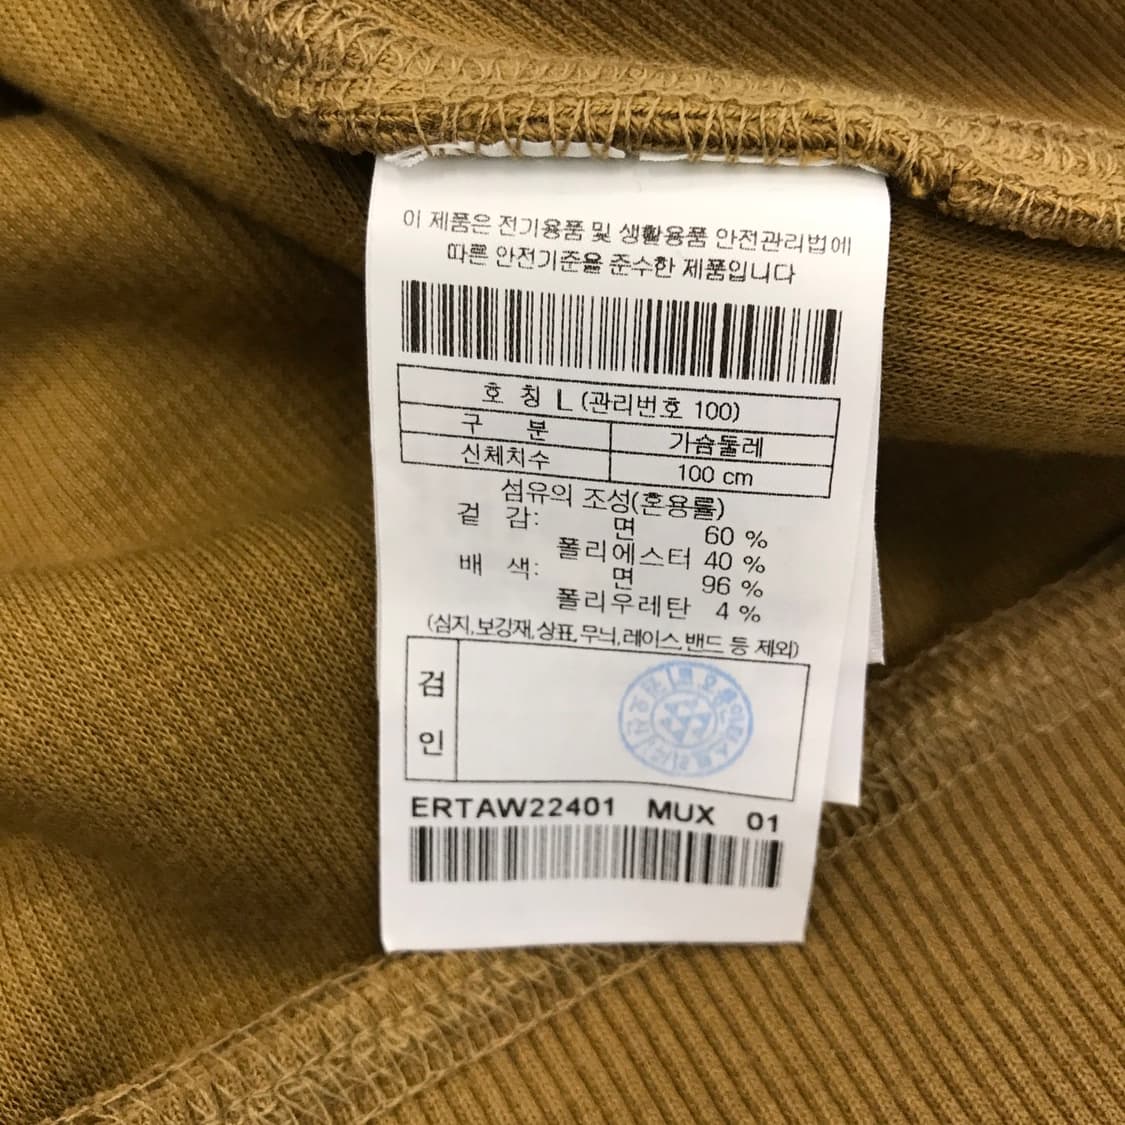 이 제품은 전기용품 및 생활용품 안전관리법에
따른 안전기준을 준수한 제품입니다
호 칭 L (관리번호 100)
구 분 가슴둘레
신체치수 100 cm
섬유의 조성(혼용률)
겉 감: 면 60 %
폴리에스터 40 %
배 색: 면 96 %
폴리우레탄 4 %
(심지,보강재,상표,무늬,레이스,밴드 등 제외)
검
인
ERTAW22401 MUX 01